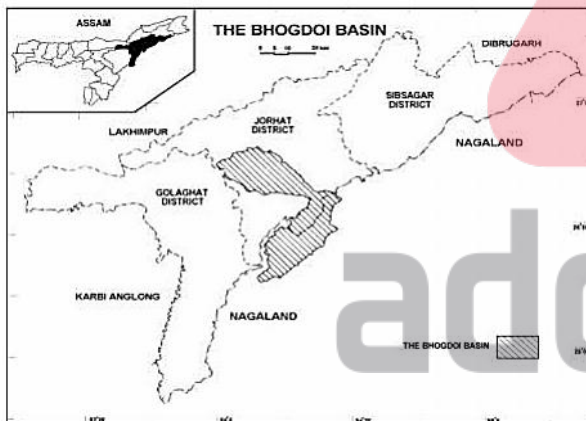 ASSAM
THE BHOGDOI BASIN
DIBRUGARH
SIBSAGAR
DISTRICT
JORHAT
DISTRICT
LAKHIMPUR
NAGALAND
GOLAGHAT
DISTRICT
KARBI ANGLONG
NAGALAND
THE BHOGDOI BASIN